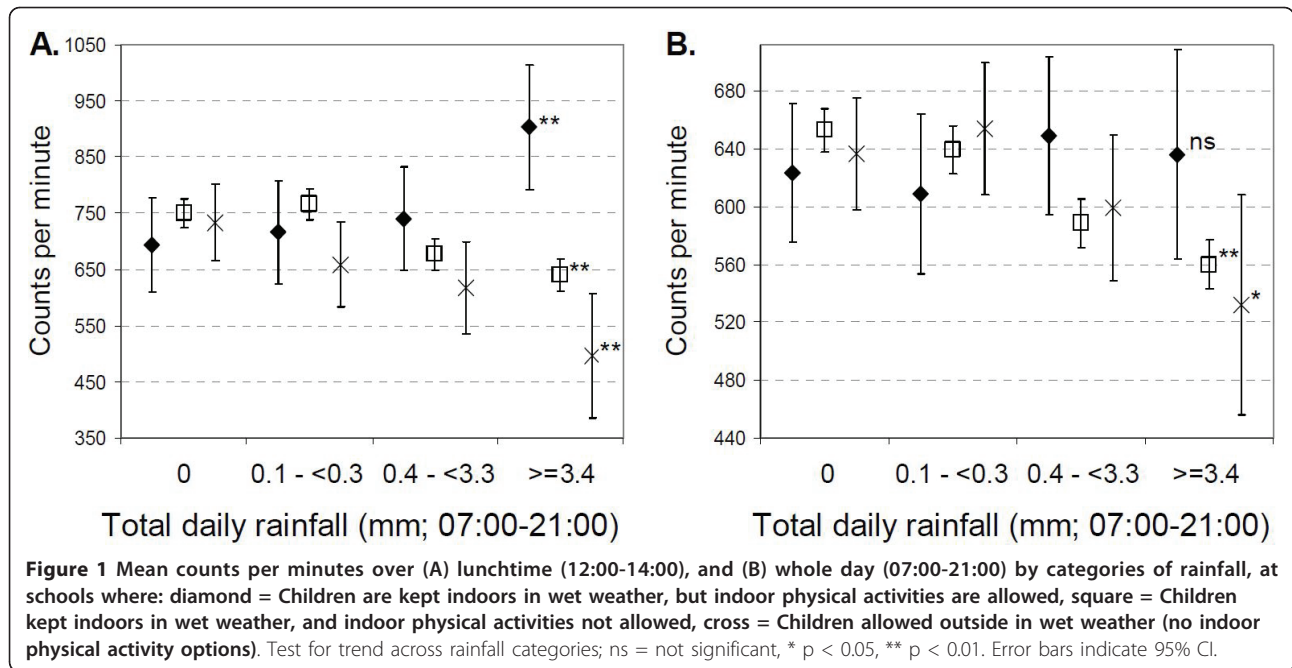 A.
1050
950
850
750
650
550
450
350
Counts per minute
**
**
**
0 0.1 - <0.3 0.4 - <3.3 >=3.4
Total daily rainfall (mm; 07:00-21:00)
B.
680
640
600
560
520
480
440
Counts per minute
ns
**
*
0 0.1 - <0.3 0.4 - <3.3 >=3.4
Total daily rainfall (mm; 07:00-21:00)
Figure 1 Mean counts per minutes over (A) lunchtime (12:00-14:00), and (B) whole day (07:00-21:00) by categories of rainfall, at
schools where: diamond = Children are kept indoors in wet weather, but indoor physical activities are allowed, square = Children
kept indoors in wet weather, and indoor physical activities not allowed, cross = Children allowed outside in wet weather (no indoor
physical activity options). Test for trend across rainfall categories; ns = not significant, * p < 0.05, ** p < 0.01. Error bars indicate 95% CI.